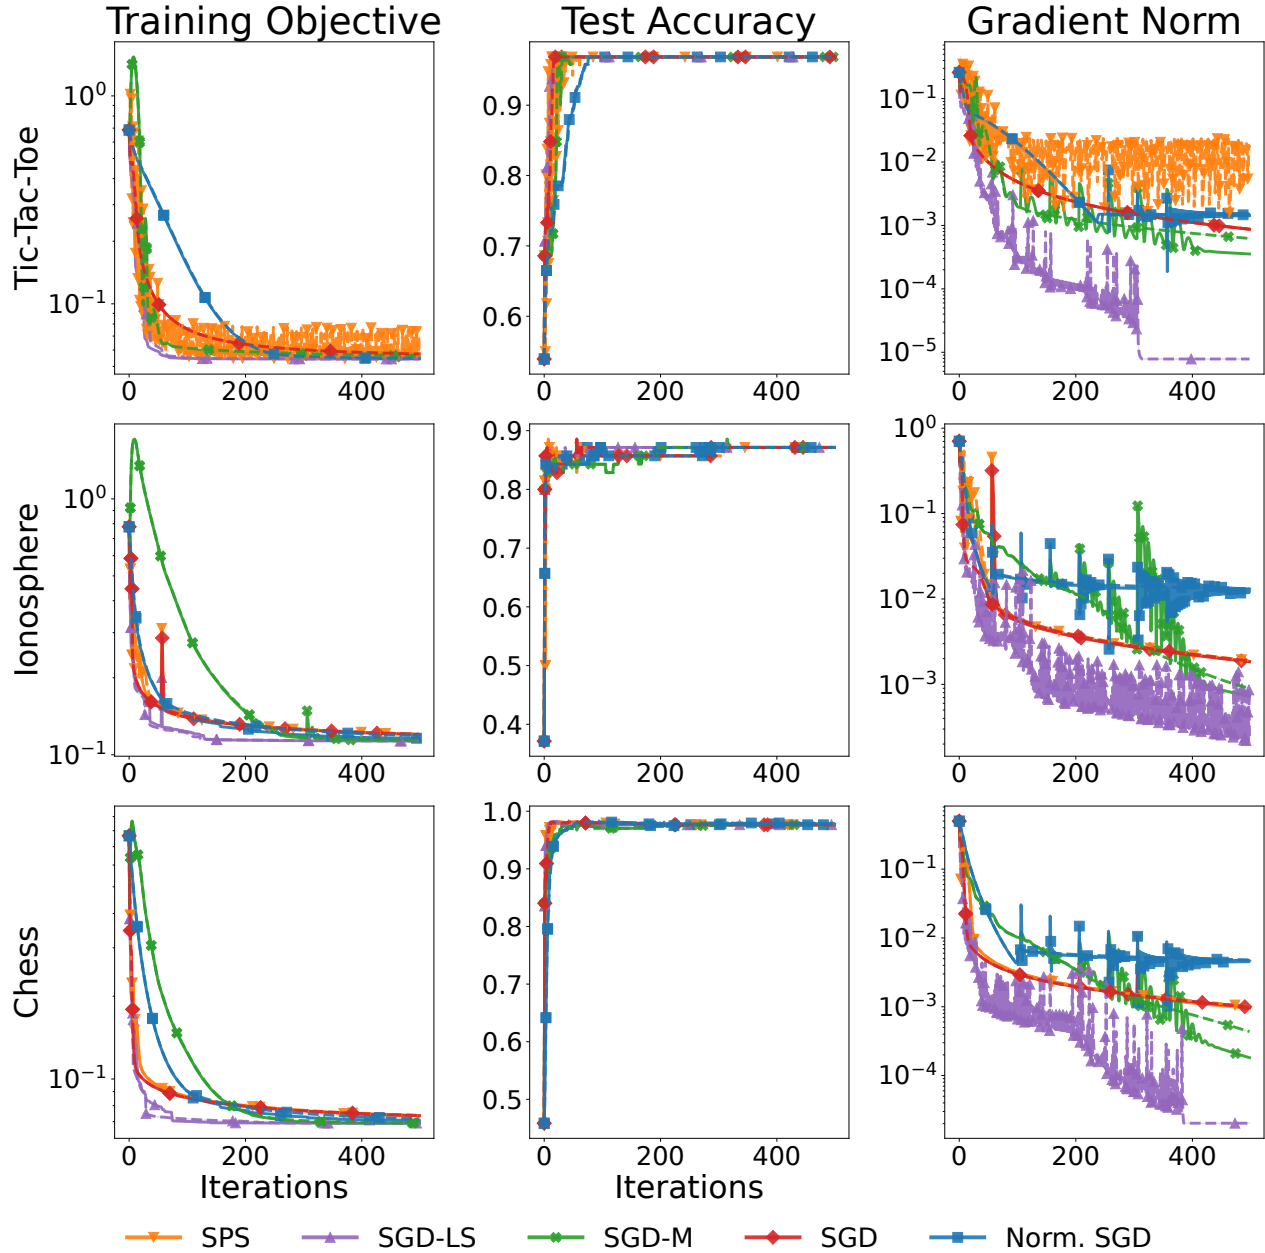 Training Objective Test Accuracy Gradient Norm
Tic-Tac-Toe
10^0
10^-1
0 200 400
0.9
0.8
0.7
0.6
0 200 400
10^-1
10^-2
10^-3
10^-4
10^-5
0 200 400
Ionosphere
10^0
10^-1
0 200 400
0.9
0.8
0.7
0.6
0.5
0.4
0 200 400
10^0
10^-1
10^-2
10^-3
0 200 400
Chess
10^-1
0 200 400
1.0
0.9
0.8
0.7
0.6
0.5
0 200 400
10^-1
10^-2
10^-3
10^-4
0 200 400
Iterations Iterations
SPS SGD-LS SGD-M SGD Norm. SGD